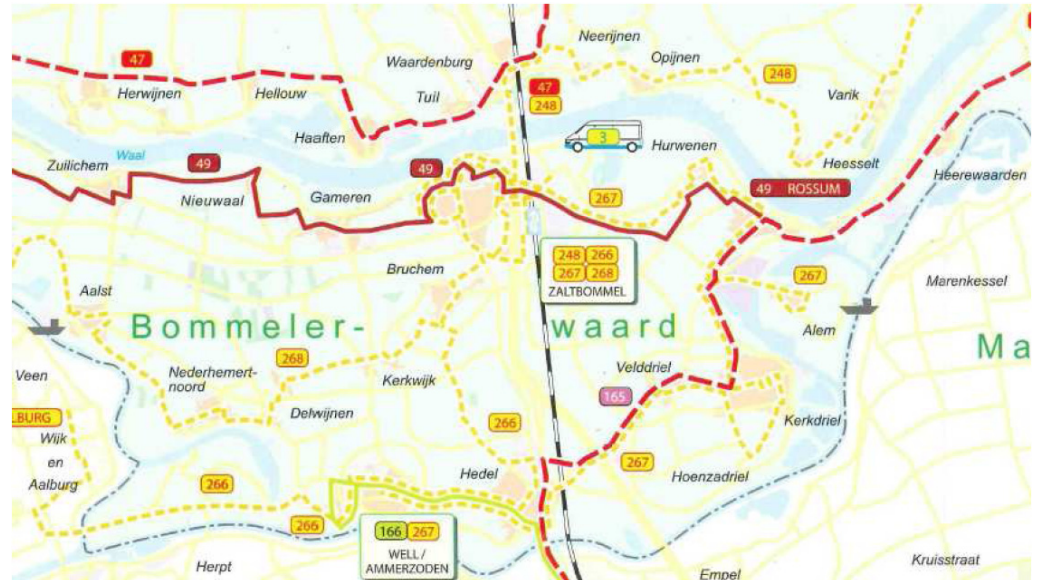 Neerijnen
47
Waardenburg
Opijnen
248
47
Herwijnen
Hellouw
Tuil
248
Varik
Haaften
3
Hurwenen
Zuilichem
Waal
49
49
Heesselt
Heerewaarden
Nieuwaal
Gameren
267
49 ROSSUM
248 266
267 268
ZALTBOMMEL
Bruchem
267
Marenkessel
Aalst
Alem
Bommeler-
waard
Ma
268
Veen
Nederhemert-
noord
Kerkwijk
Velddriel
165
LBURG
Delwijnen
266
Kerkdriel
Wijk
en
Aalburg
267
Hedel
Hoenzadriel
266
266
166 267
WELL /
AMMERZODEN
Herpt
Empel
Kruisstraat